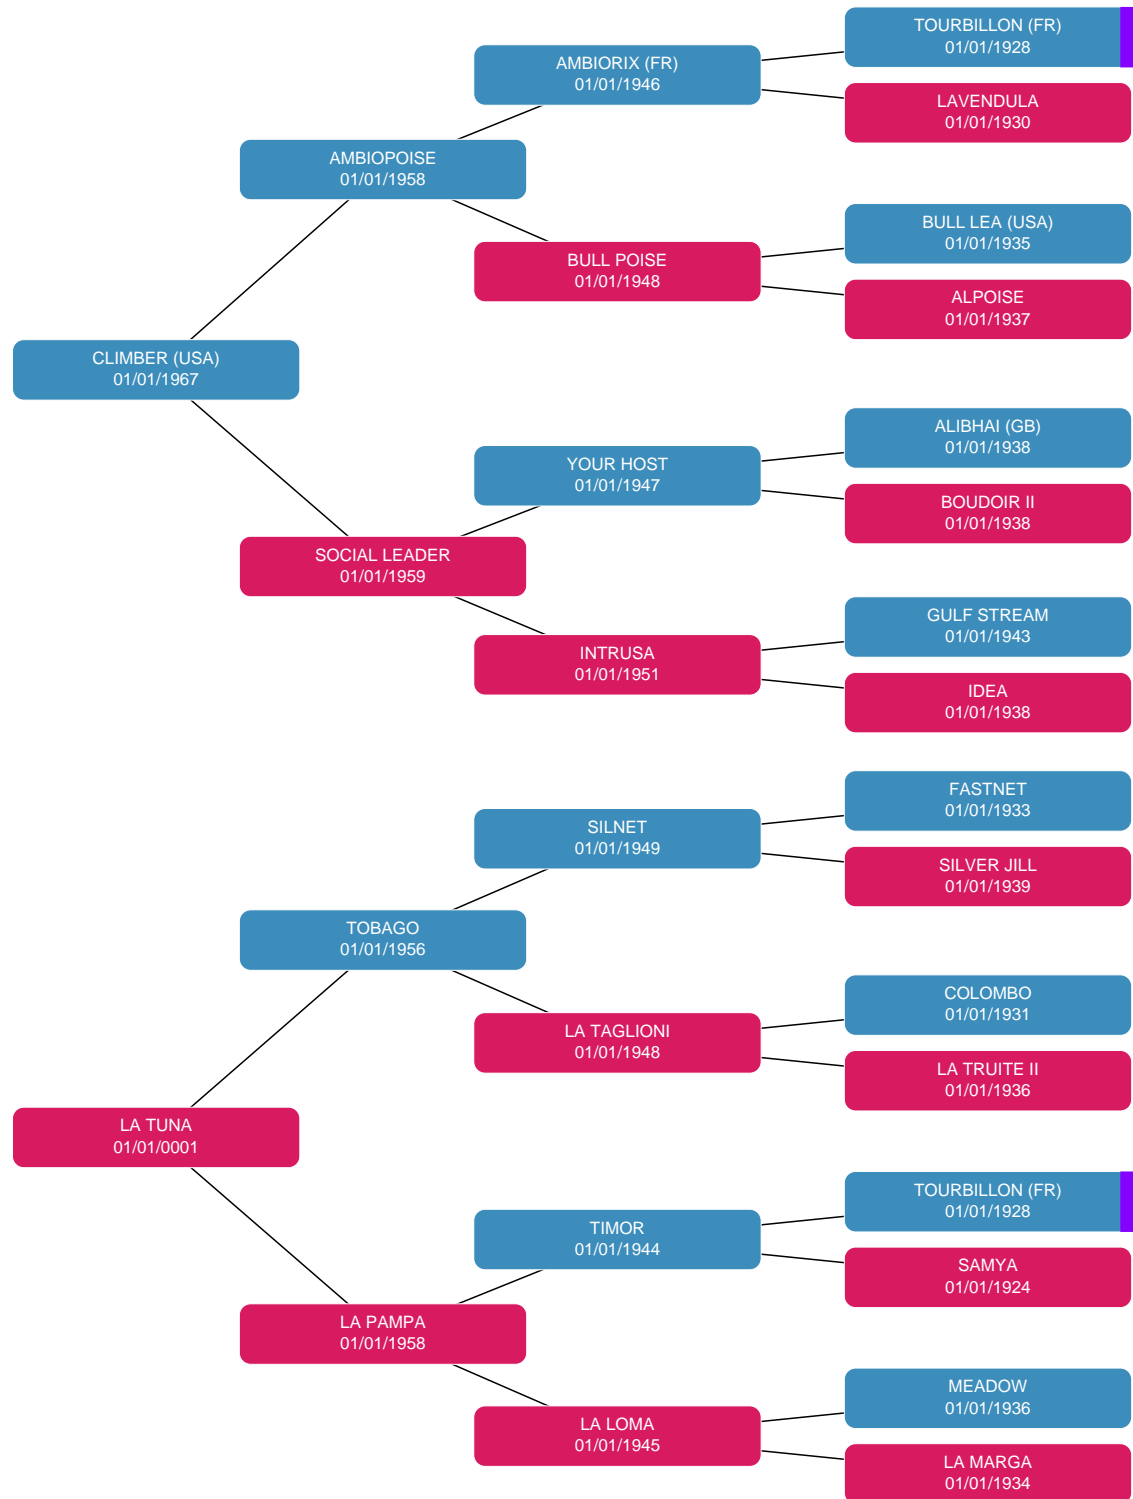 TOURBILLON (FR)
01/01/1928
AMBIORIX (FR)
01/01/1946
LAVENDULA
01/01/1930
AMBIOPOISE
01/01/1958
BULL LEA (USA)
01/01/1935
BULL POISE
01/01/1948
ALPOISE
01/01/1937
CLIMBER (USA)
01/01/1967
ALIBHAI (GB)
01/01/1938
YOUR HOST
01/01/1947
BOUDOIR II
01/01/1938
SOCIAL LEADER
01/01/1959
GULF STREAM
01/01/1943
INTRUSA
01/01/1951
IDEA
01/01/1938
FASTNET
01/01/1933
SILNET
01/01/1949
SILVER JILL
01/01/1939
TOBAGO
01/01/1956
COLOMBO
01/01/1931
LA TAGLIONI
01/01/1948
LA TRUITE II
01/01/1936
LA TUNA
01/01/0001
TOURBILLON (FR)
01/01/1928
TIMOR
01/01/1944
SAMYA
01/01/1924
LA PAMPA
01/01/1958
MEADOW
01/01/1936
LA LOMA
01/01/1945
LA MARGA
01/01/1934